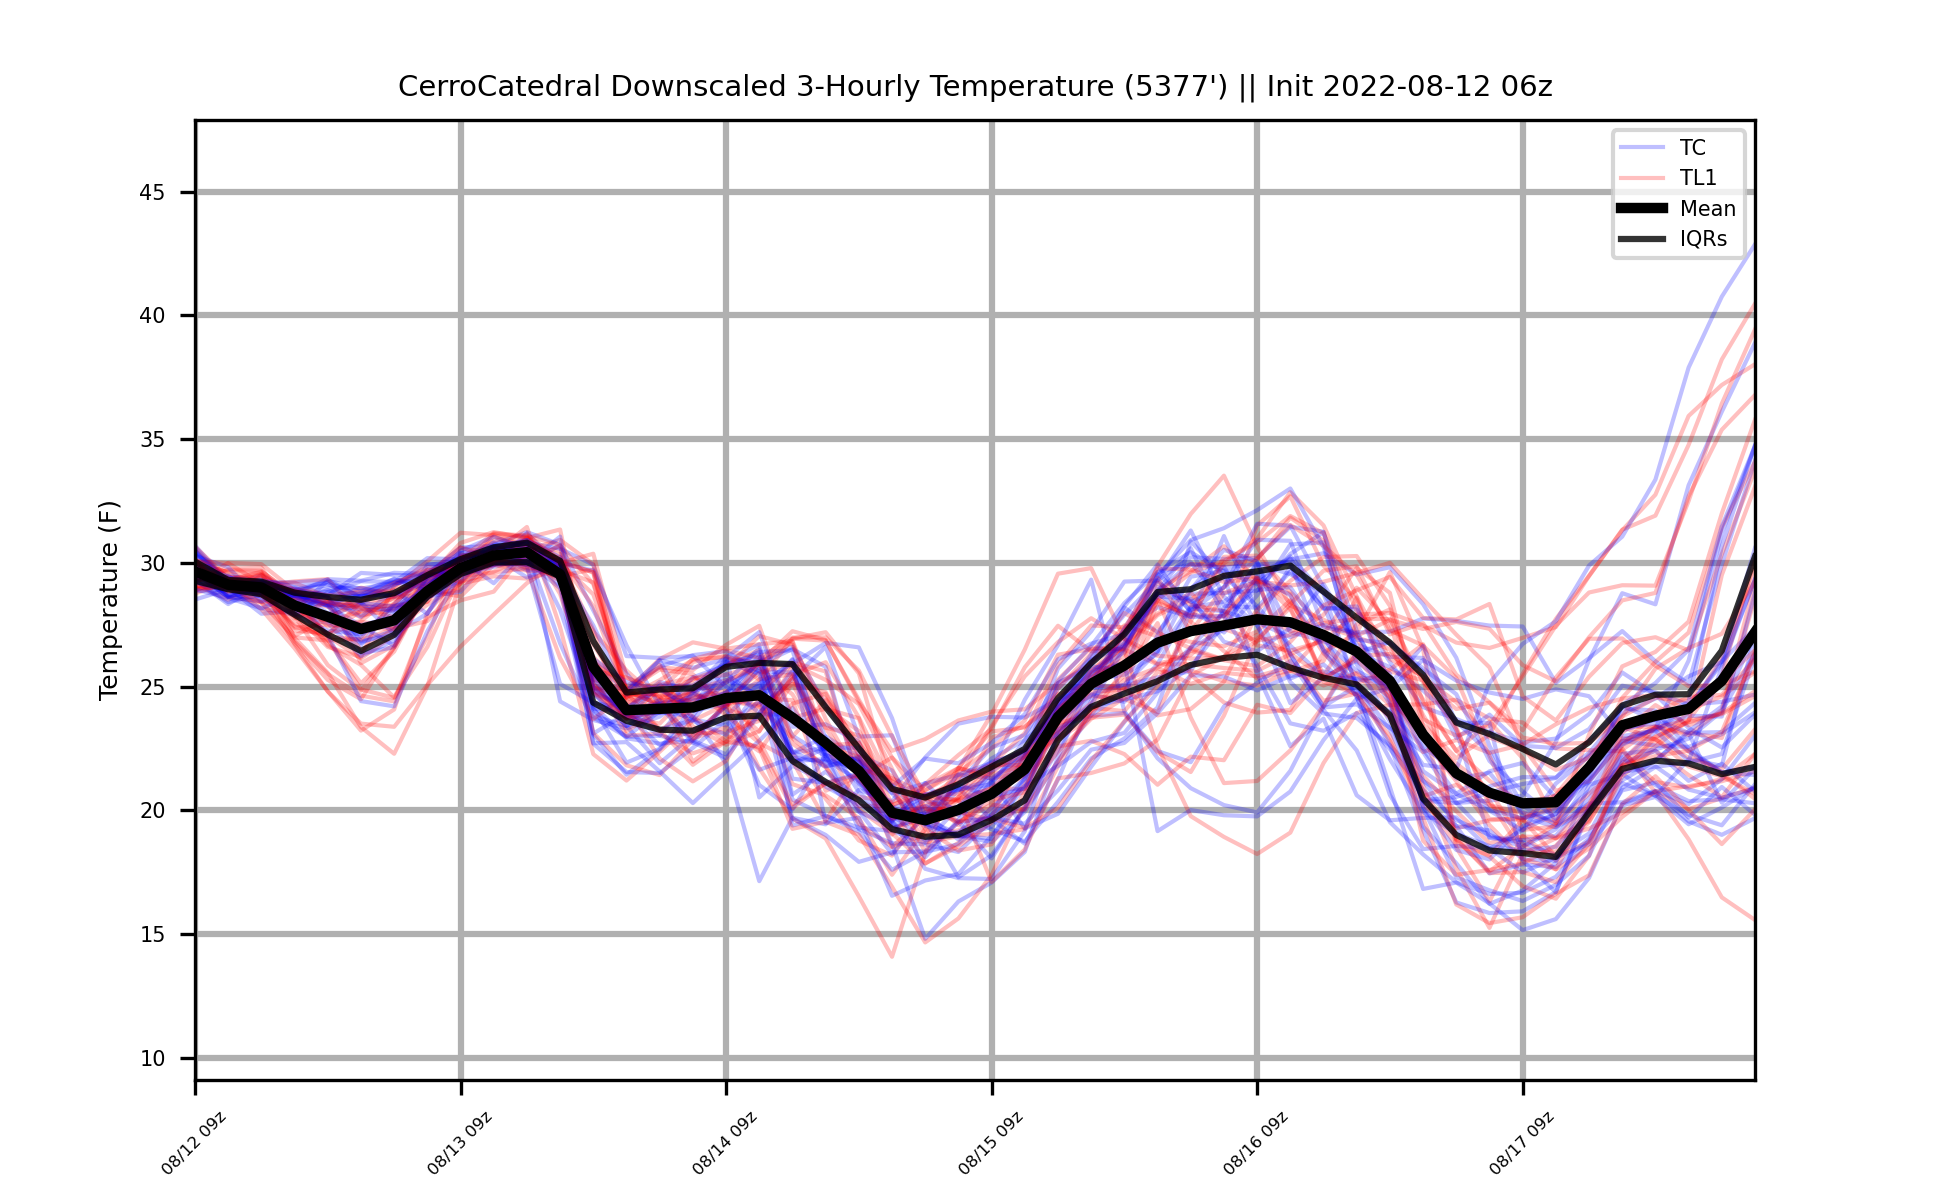 CerroCatedral Downscaled 3-Hourly Temperature (5377') || Init 2022-08-12 06z
TC
TL1
Mean
IQRs
Temperature (F)
45
40
35
30
25
20
15
10
08/12 09z
08/13 09z
08/14 09z
08/15 09z
08/16 09z
08/17 09z